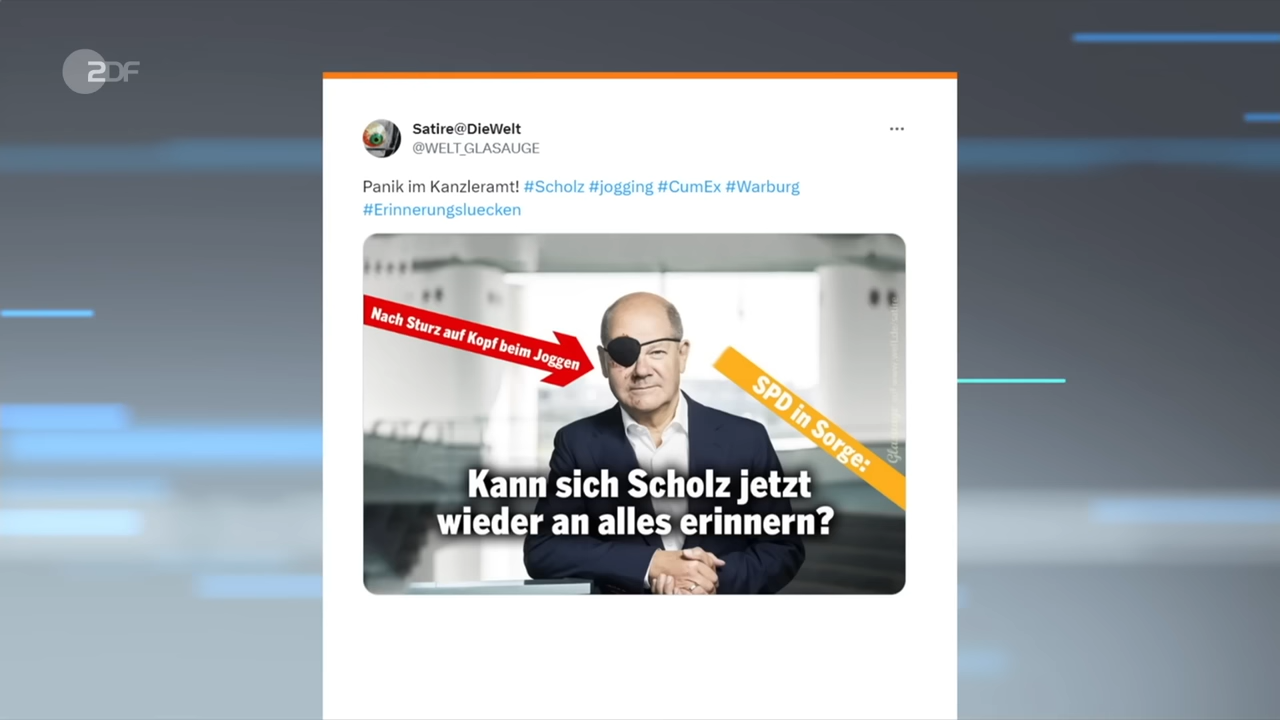 ZDF
Satire@DieWelt
@WELT_GLASAUGE
Panik im Kanzleramt! #Scholz #jogging #CumEx #Warburg
#Erinnerungsluecken
Nach Sturz auf Kopf beim Joggen
SPD in Sorge:
Kann sich Scholz jetzt
wieder an alles erinnern?